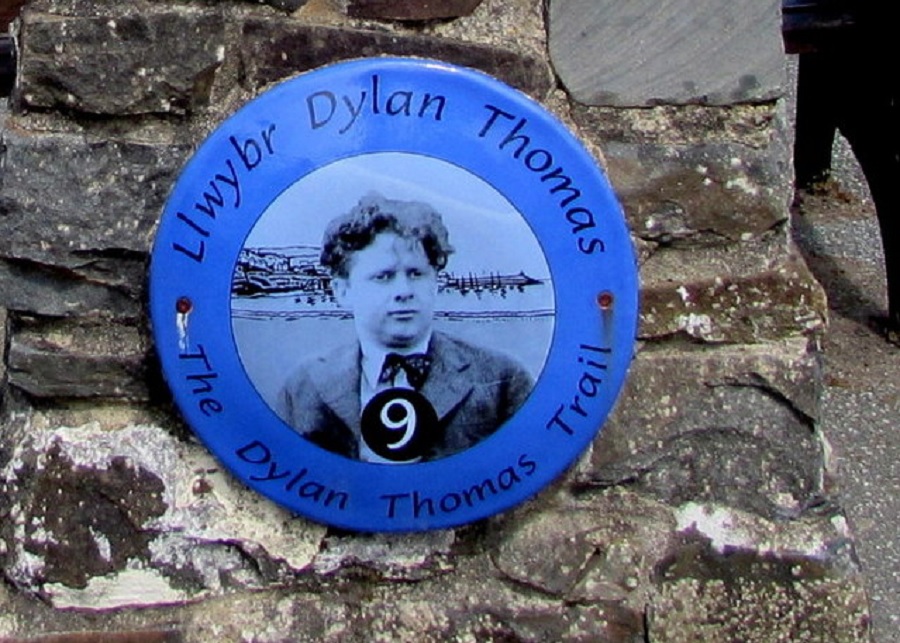 Llwybr Dylan Thomas
9
The Dylan Thomas Trail